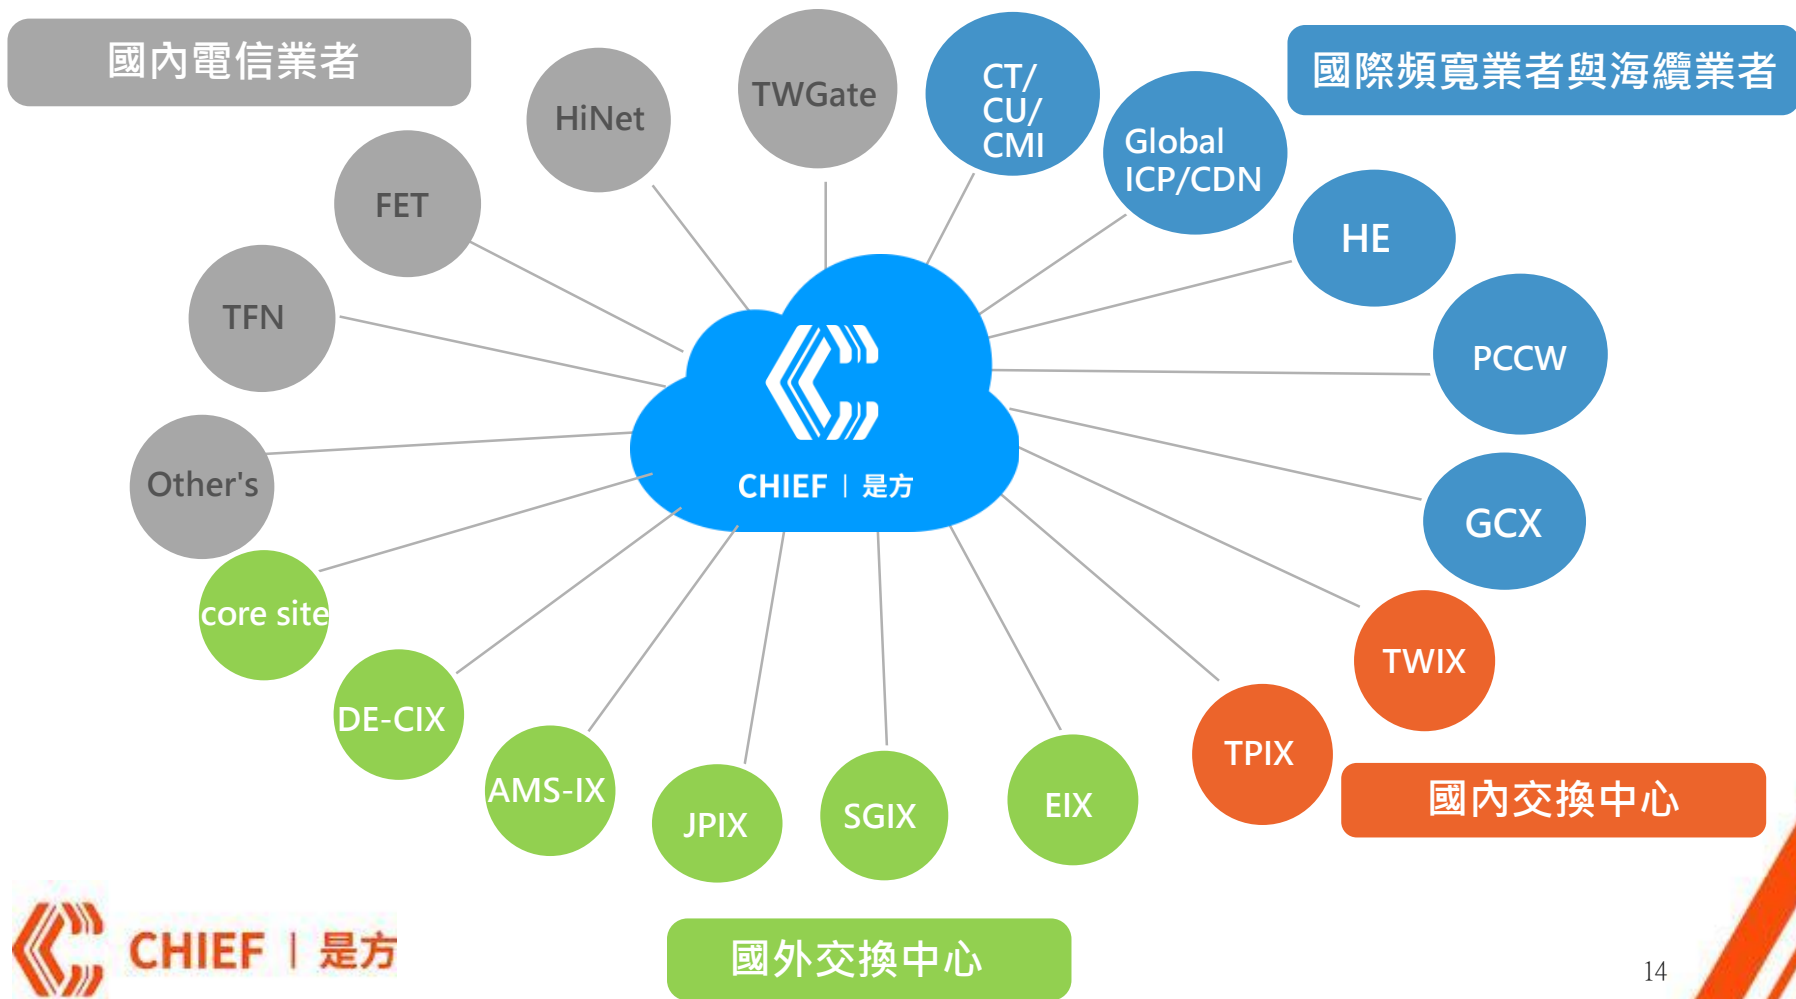 國內電信業者
國際頻寬業者與海纜業者
TWGate
HiNet
CT/
CU/
CMI
Global
ICP/CDN
FET
HE
TFN
PCCW
Other's
CHIEF | 是方
GCX
core site
TWIX
DE-CIX
TPIX
AMS-IX
JPIX
SGIX
EIX
國內交換中心
CHIEF | 是方
國外交換中心
14